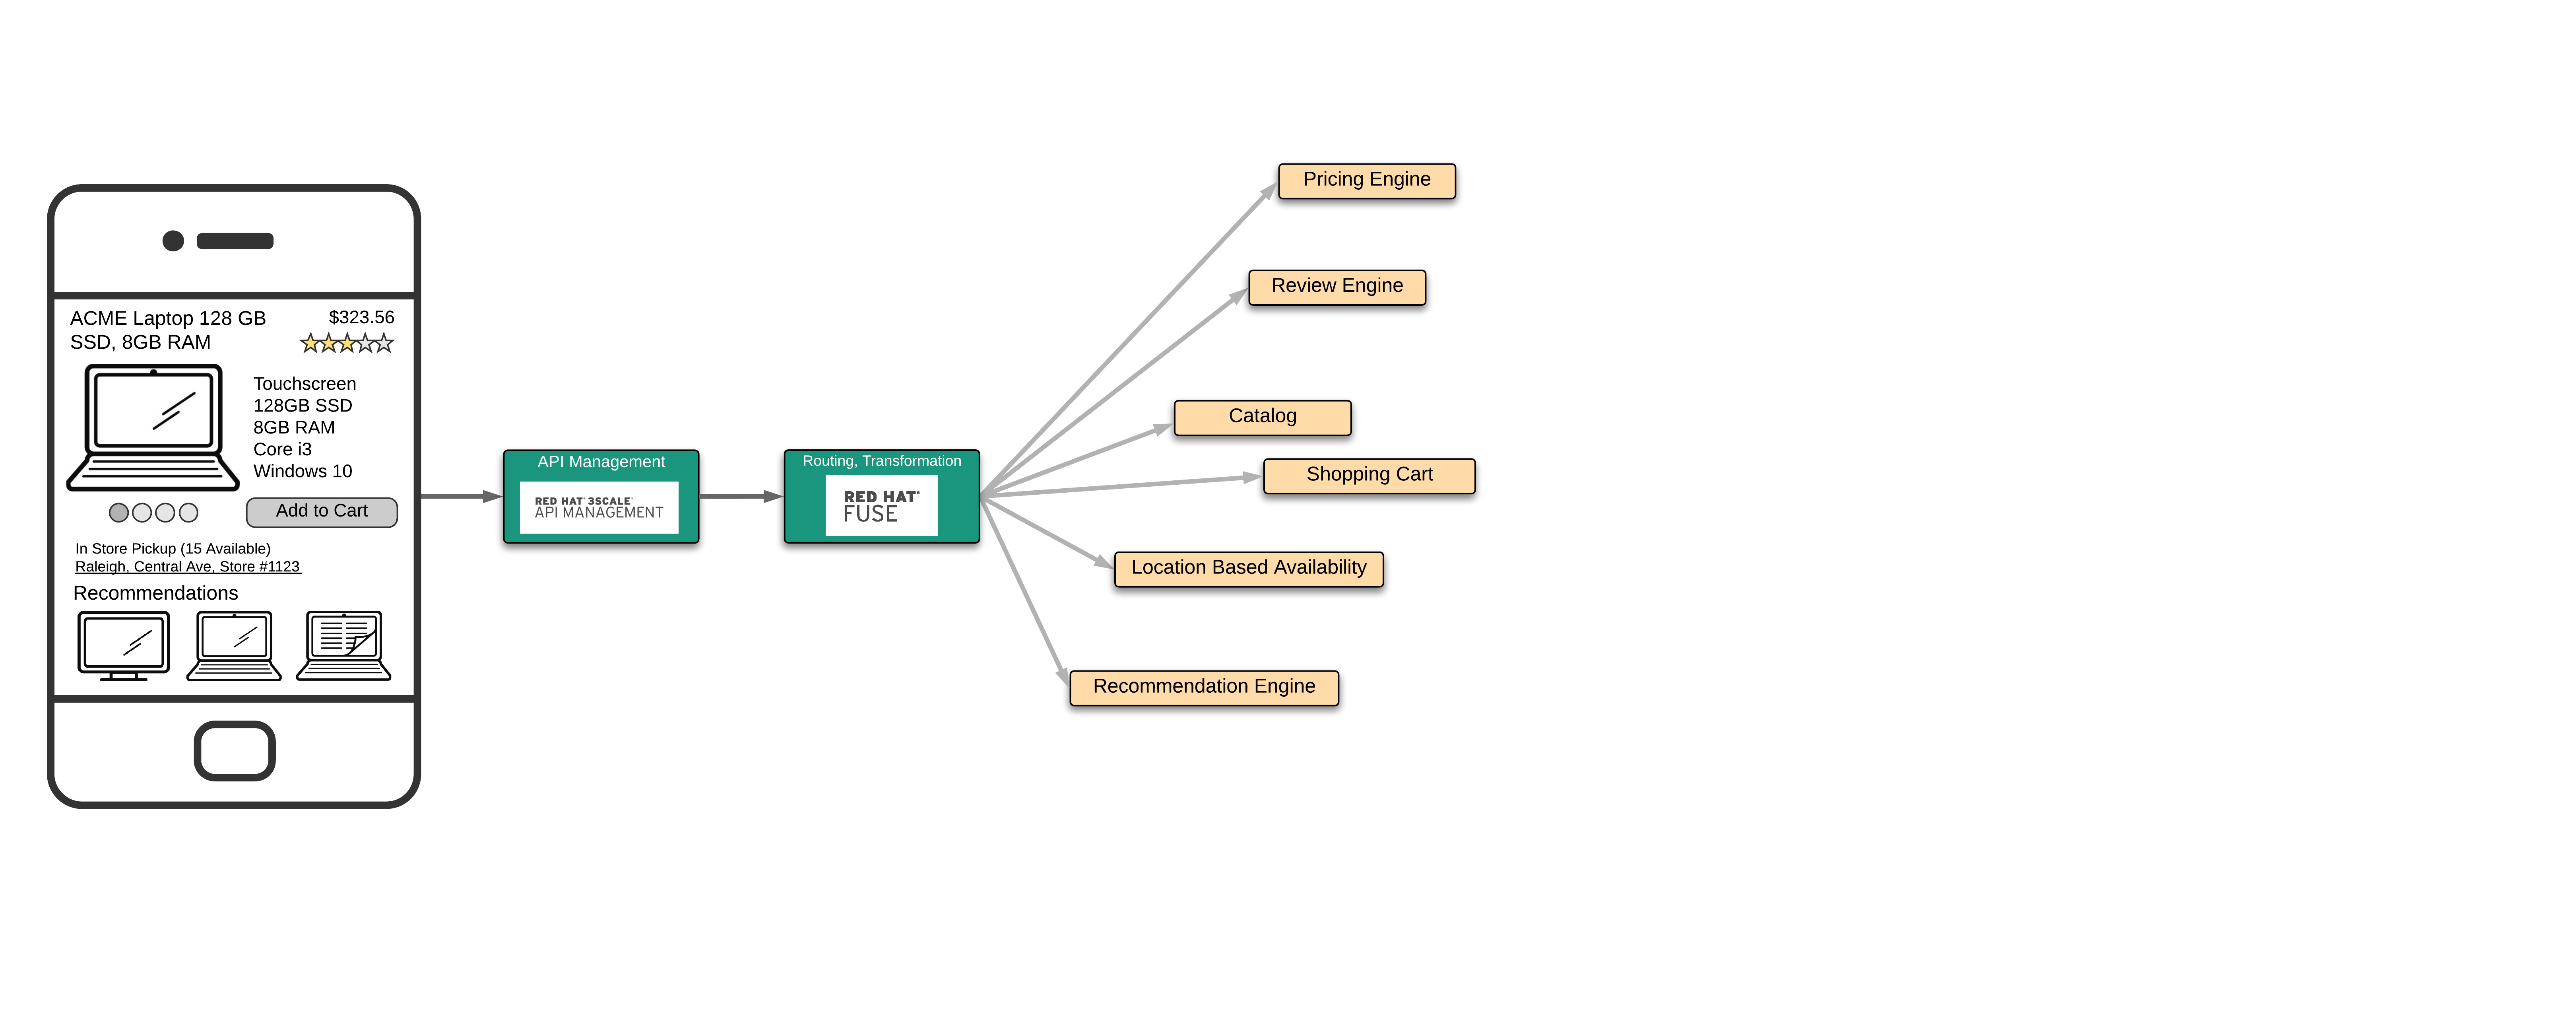 ACME Laptop 128 GB
SSD, 8GB RAM
$323.56
Touchscreen
128GB SSD
8GB RAM
Core i3
Windows 10
Add to Cart
In Store Pickup (15 Available)
Raleigh, Central Ave, Store #1123
Recommendations
API Management
RED HAT® 3SCALE®
API MANAGEMENT
Routing, Transformation
RED HAT®
FUSE
Pricing Engine
Review Engine
Catalog
Shopping Cart
Location Based Availability
Recommendation Engine